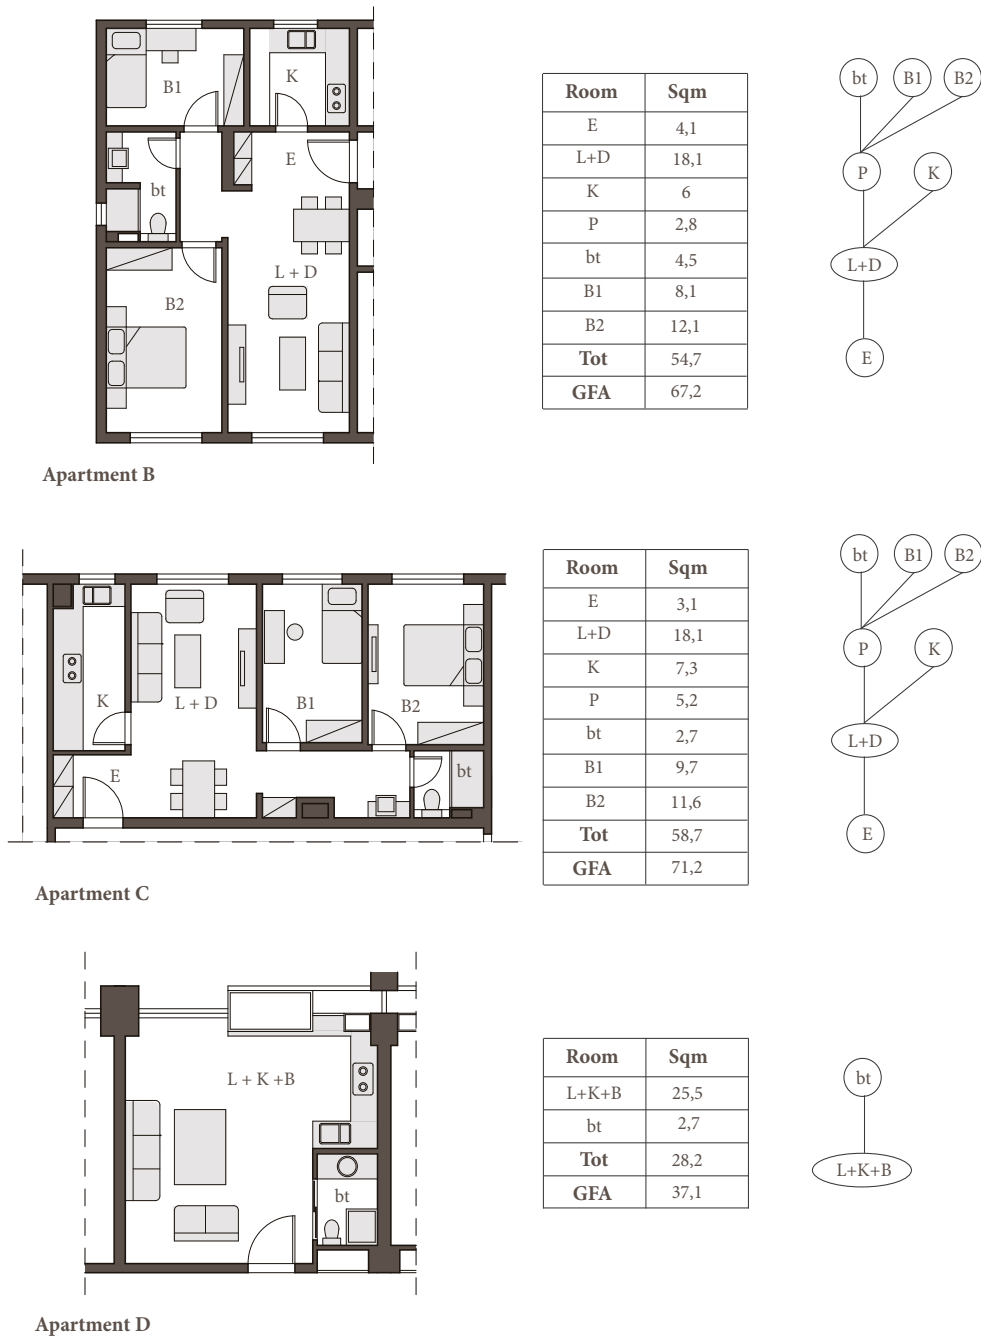 B1
K
E
bt
L + D
B2
Room Sqm
E 4,1
L+D 18,1
K 6
P 2,8
bt 4,5
B1 8,1
B2 12,1
Tot 54,7
GFA 67,2
bt B1 B2
P K
L+D
E
Apartment B
K
L + D
B1
B2
E
bt
Room Sqm
E 3,1
L+D 18,1
K 7,3
P 5,2
bt 2,7
B1 9,7
B2 11,6
Tot 58,7
GFA 71,2
bt B1 B2
P K
L+D
E
Apartment C
L + K +B
bt
Room Sqm
L+K+B 25,5
bt 2,7
Tot 28,2
GFA 37,1
bt
L+K+B
Apartment D